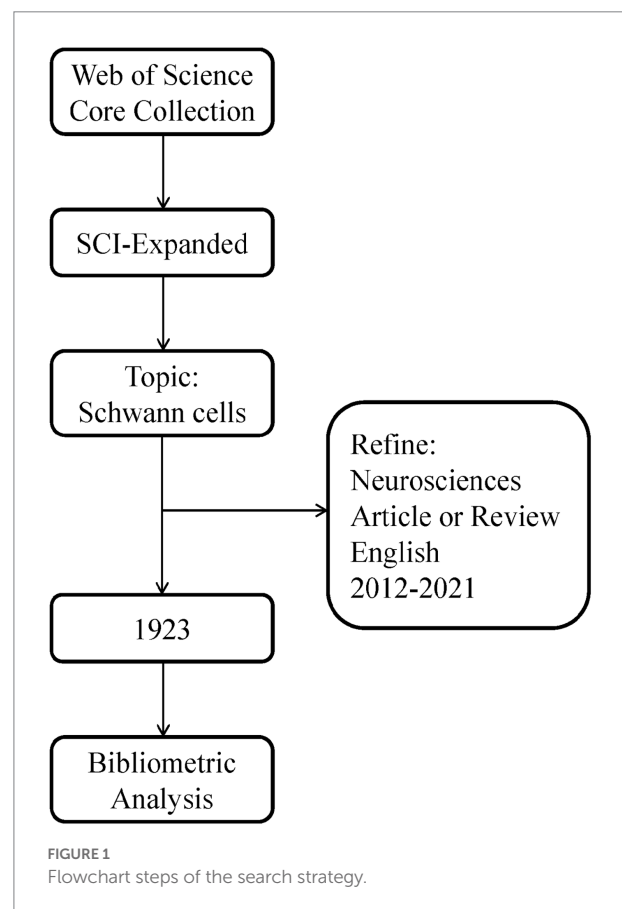 Web of Science
Core Collection
SCI-Expanded
Topic:
Schwann cells
Refine:
Neurosciences
Article or Review
English
2012-2021
1923
Bibliometric
Analysis
FIGURE 1
Flowchart steps of the search strategy.